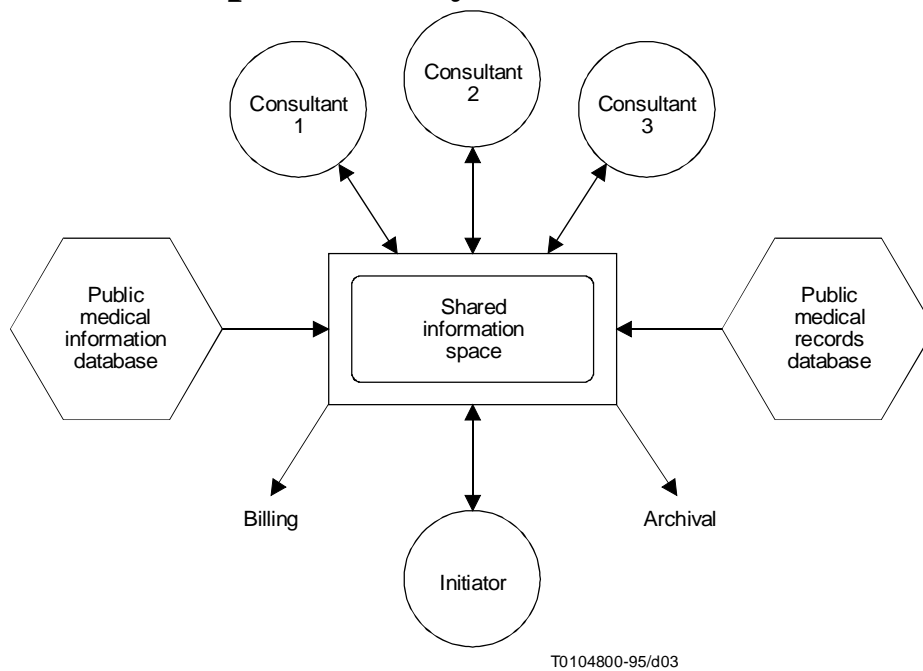 Consultant
1
Consultant
2
Consultant
3
Public
medical
information
database
Shared
information
space
Public
medical
records
database
Billing
Archival
Initiator
T0104800-95/d03